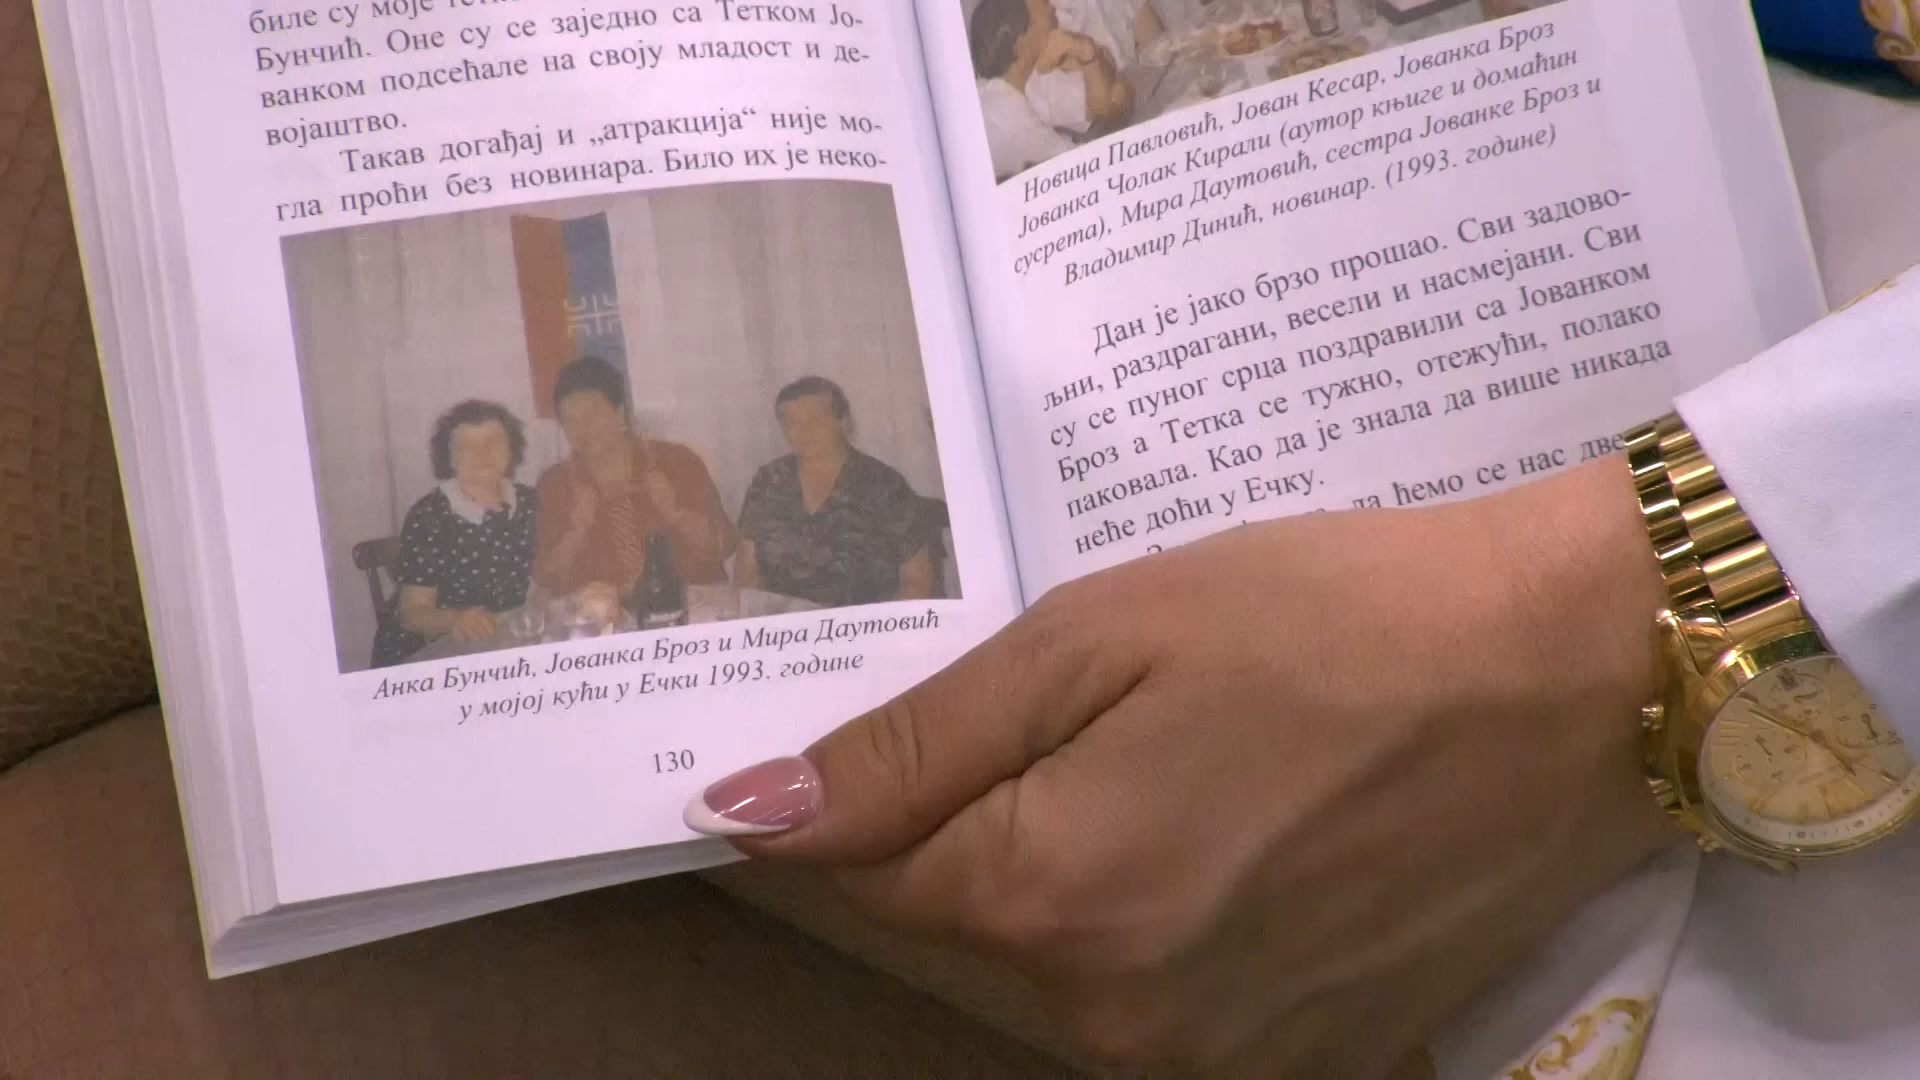 биле су моје
Бунчић. Оне су се заједно са Тетком Јо-
ванком подсећале на своју младост и де-
војаштво.
Такав догађај и „атракција“ није мо-
гла проћи без новинара. Било их је неко-
Анка Бунчић, Јованка Броз и Мира Даутовић
у мојој кући у Ечки 1993. године
130
Новица Павловић, Јован Кесар, Јованка Броз
Јованка Чолак Кирали (аутор књиге и домаћин
сусрета), Мира Даутовић, сестра Јованке Броз и
Владимир Динић, новинар. (1993. године)
Дан је јако брзо прошао. Сви задово-
љни, раздрагани, весели и насмејани. Сви
су се пуног срца поздравили са Јованком
Броз а Тетка се тужно, отежући, полако
паковала. Као да је знала да више никада
неће доћи у Ечку.
да ћемо се нас две